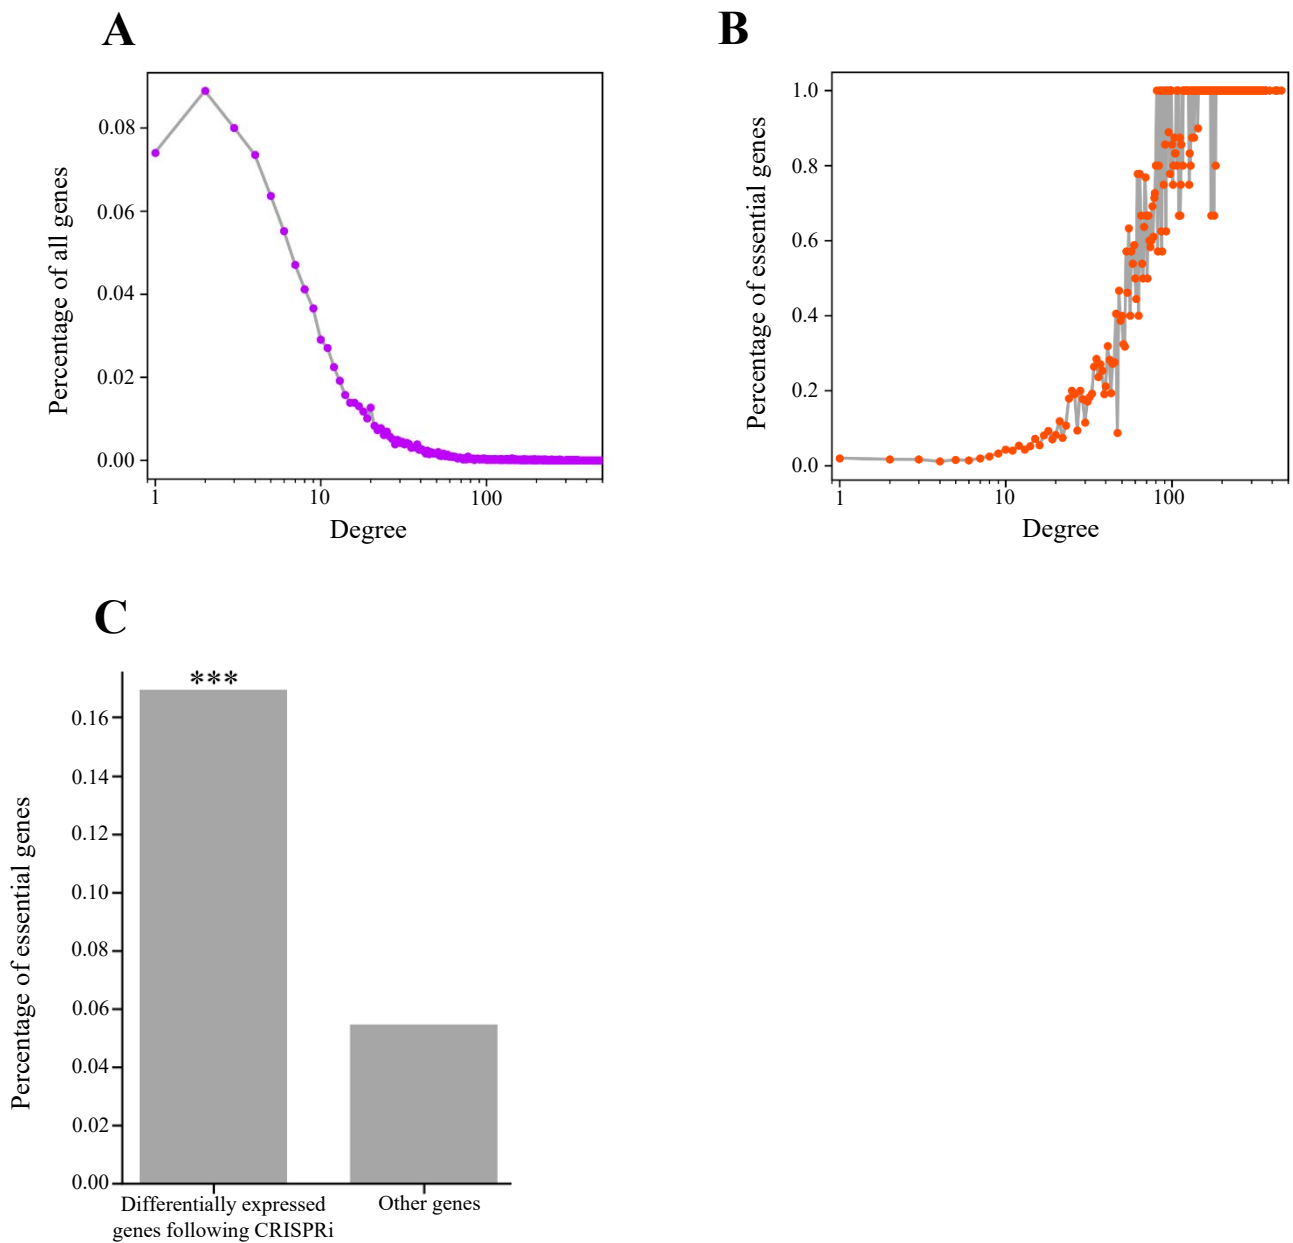 A
Percentage of all genes
0.08
0.06
0.04
0.02
0.00
1
10
100
Degree
B
Percentage of essential genes
1.0
0.8
0.6
0.4
0.2
0.0
1
10
100
Degree
C
Percentage of essential genes
***
0.16
0.14
0.12
0.10
0.08
0.06
0.04
0.02
0.00
Differentially expressed
genes following CRISPRi
Other genes